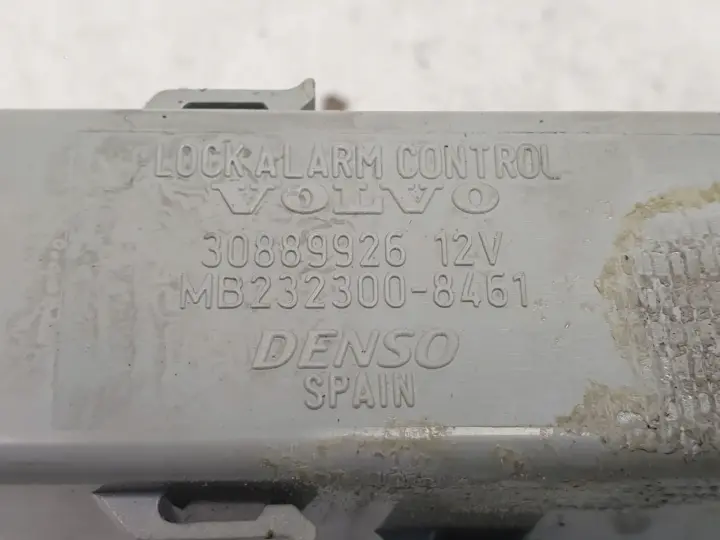 LOCK ALARM CONTROL
VOLVO
30889926 12V
MB232300-8461
DENSO
SPAIN